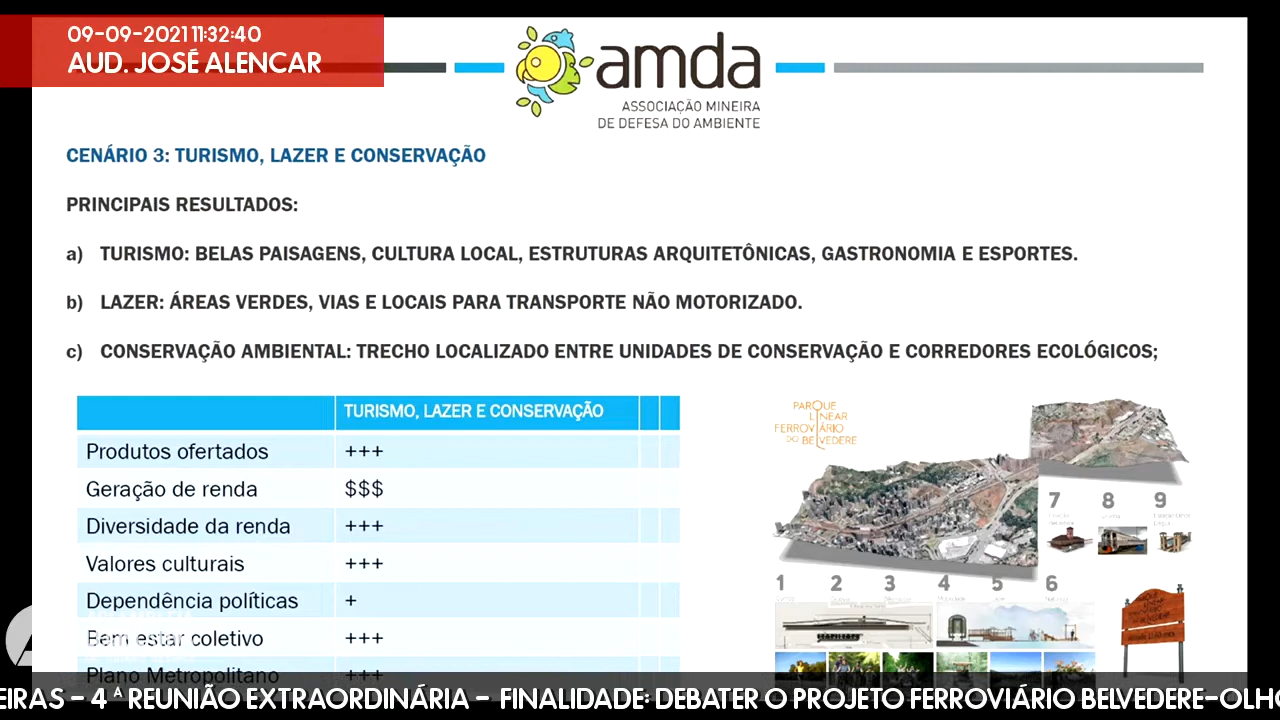 09-09-2021 11:32:40
AUD. JOSÉ ALENCAR
amda
ASSOCIAÇÃO MINEIRA
DE DEFESA DO AMBIENTE
CENÁRIO 3: TURISMO, LAZER E CONSERVAÇÃO
PRINCIPAIS RESULTADOS:
a) TURISMO: BELAS PAISAGENS, CULTURA LOCAL, ESTRUTURAS ARQUITETÔNICAS, GASTRONOMIA E ESPORTES.
b) LAZER: ÁREAS VERDES, VIAS E LOCAIS PARA TRANSPORTE NÃO MOTORIZADO.
c) CONSERVAÇÃO AMBIENTAL: TRECHO LOCALIZADO ENTRE UNIDADES DE CONSERVAÇÃO E CORREDORES ECOLÓGICOS;
TURISMO, LAZER E CONSERVAÇÃO
Produtos ofertados +++
Geração de renda $$$
Diversidade da renda +++
Valores culturais +++
Dependência políticas +
Bem estar coletivo +++
Plano Metropolitano +++
PARQUE
LINEAR
FERROVIÁRIO
DO BELVEDERE
7 8 9
1 2 3 4 5 6
EIRAS - 4 ª REUNIÃO EXTRAORDINÁRIA - FINALIDADE: DEBATER O PROJETO FERROVIÁRIO BELVEDERE-OLHO